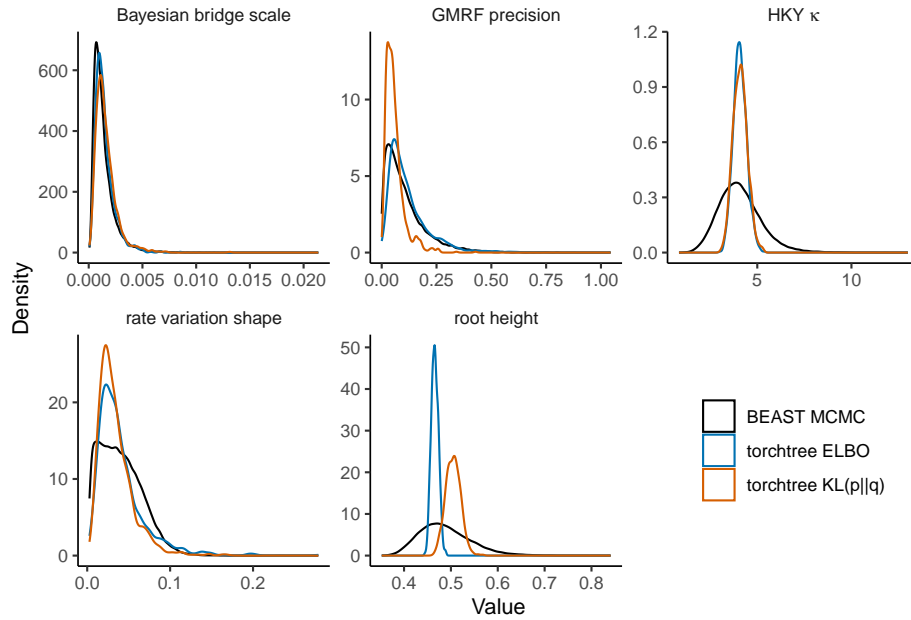 Bayesian bridge scale
GMRF precision
HKY κ
600
400
200
0
0.000 0.005 0.010 0.015 0.020
10
5
0
0.00 0.25 0.50 0.75 1.00
1.2
0.9
0.6
0.3
0.0
5 10
Density
rate variation shape
root height
20
10
0
0.0 0.1 0.2
50
40
30
20
10
0
0.4 0.5 0.6 0.7 0.8
Value
BEAST MCMC
torchtree ELBO
torchtree KL(p||q)